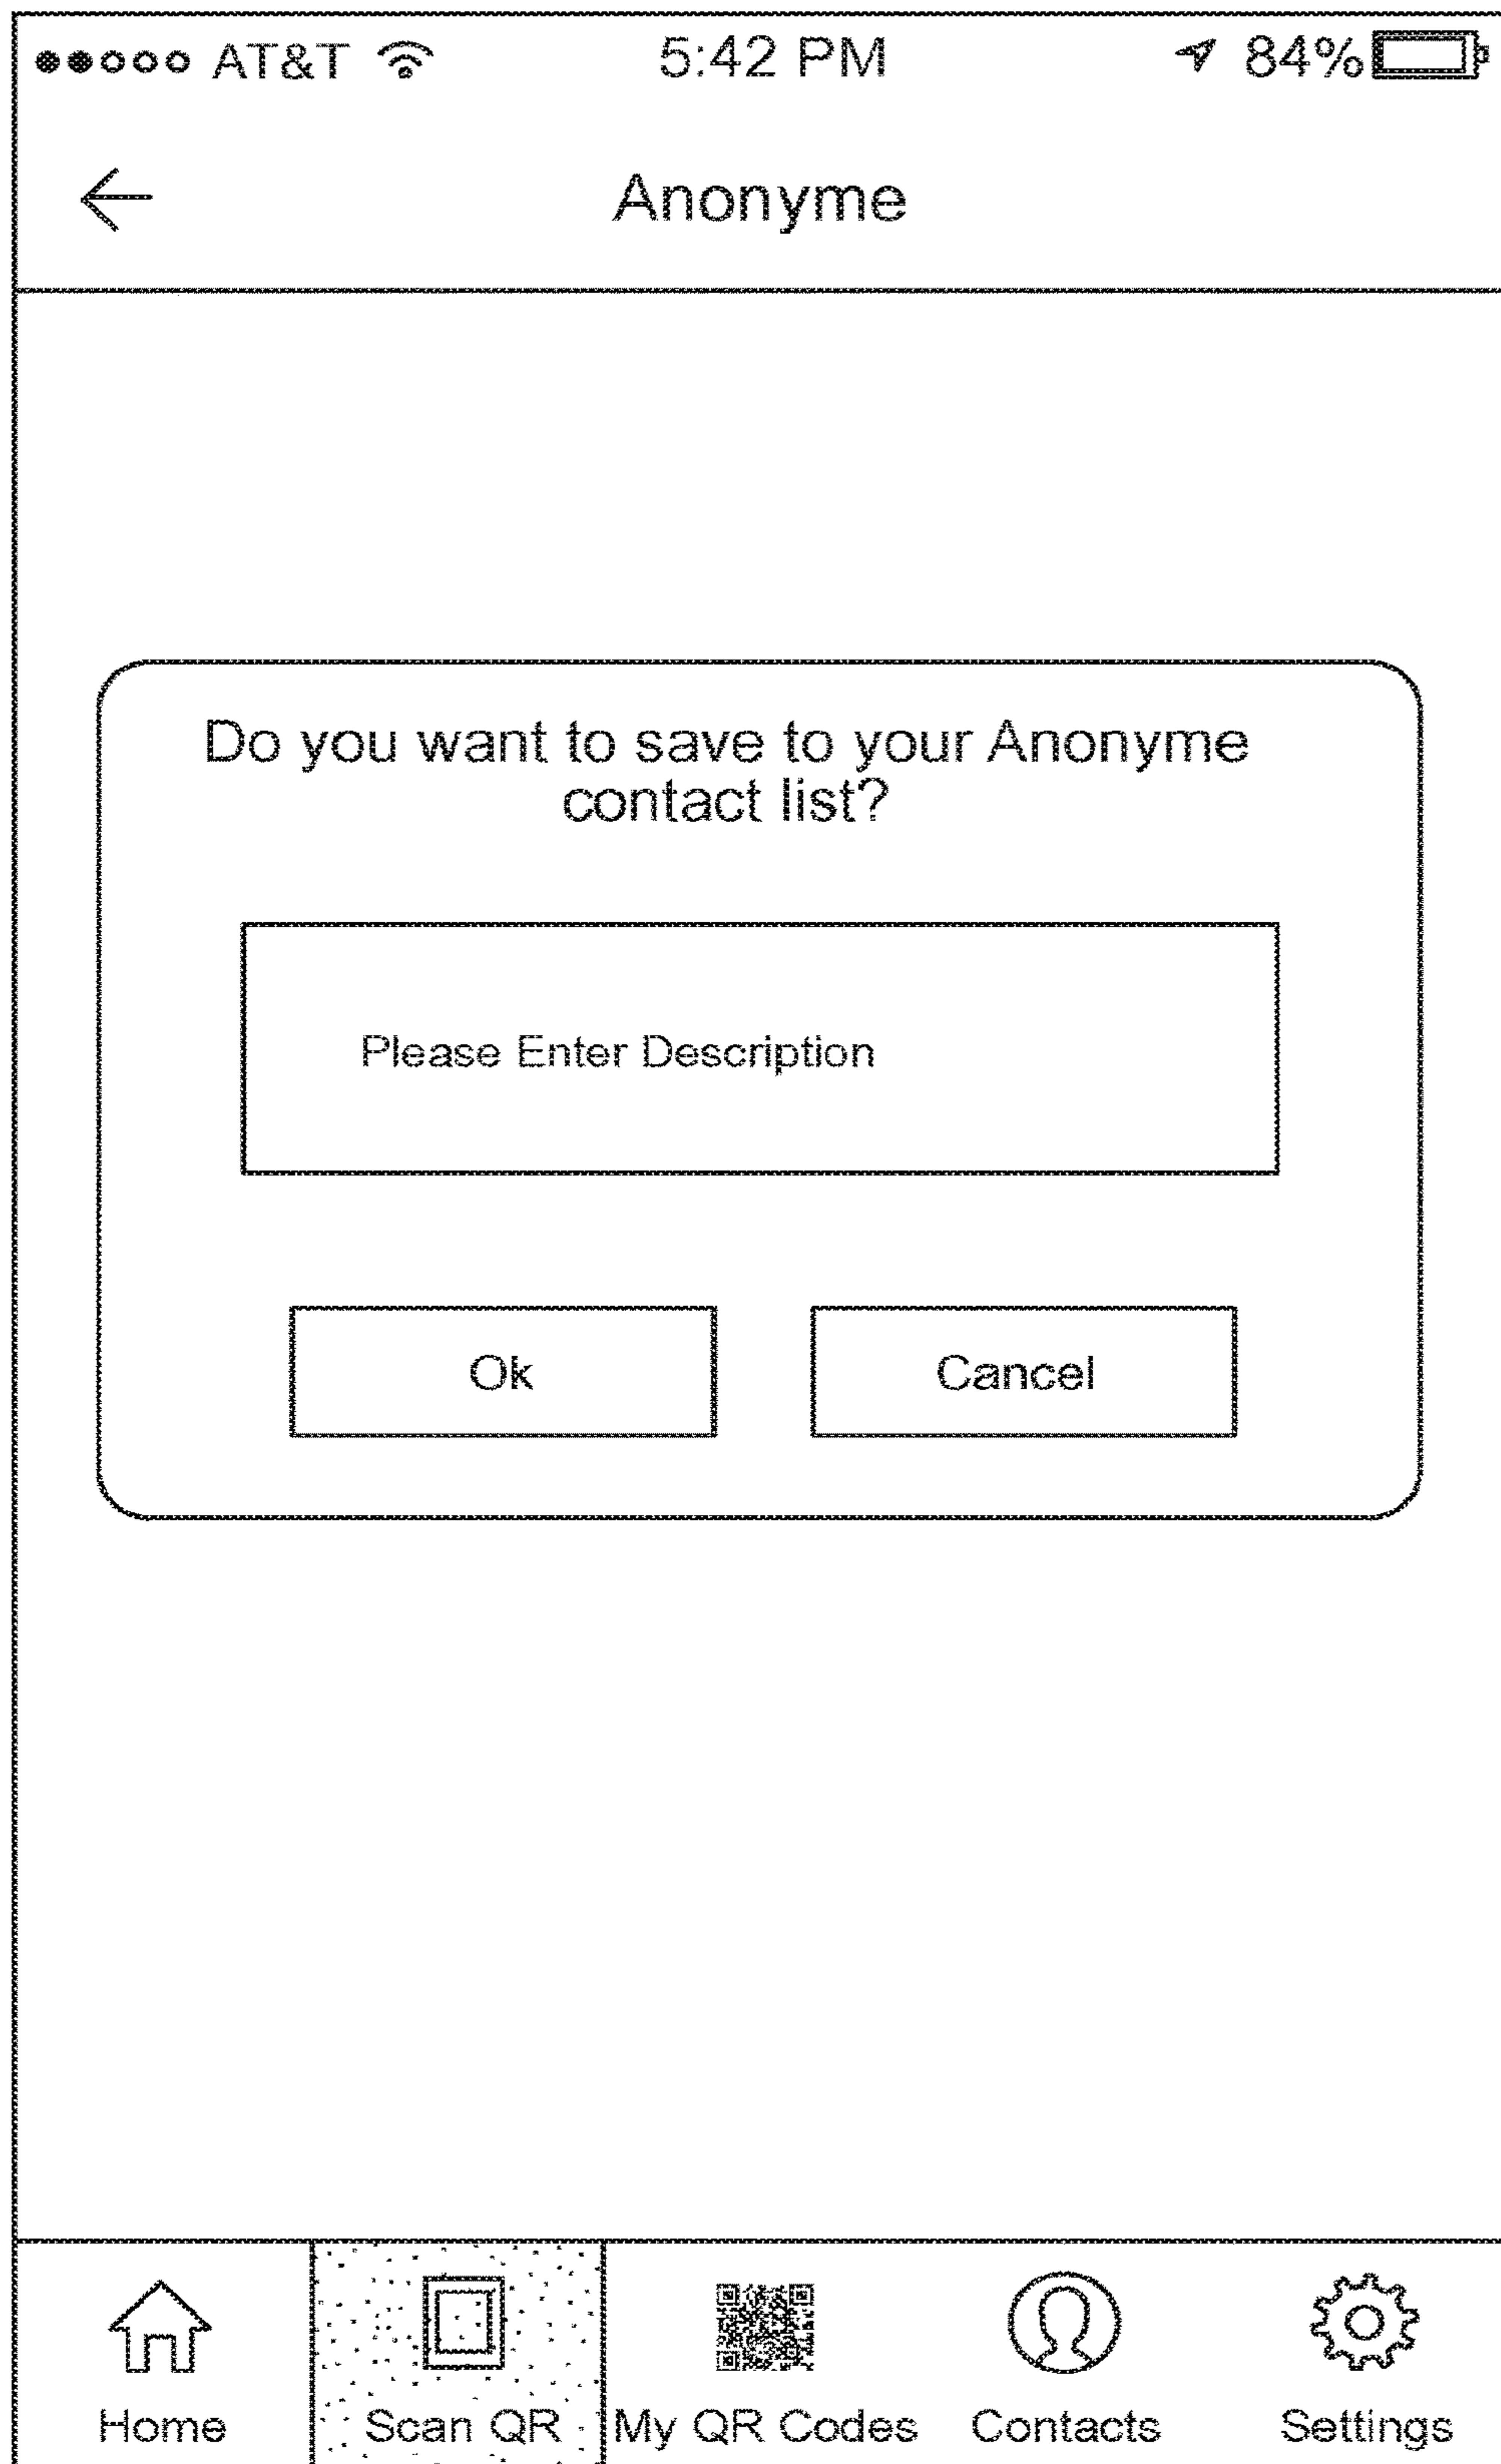 AT&T 5:42 PM 84%
Anonyme
Do you want to save to your Anonyme
contact list?
Please Enter Description
Ok Cancel
Home Scan QR My QR Codes Contacts Settings